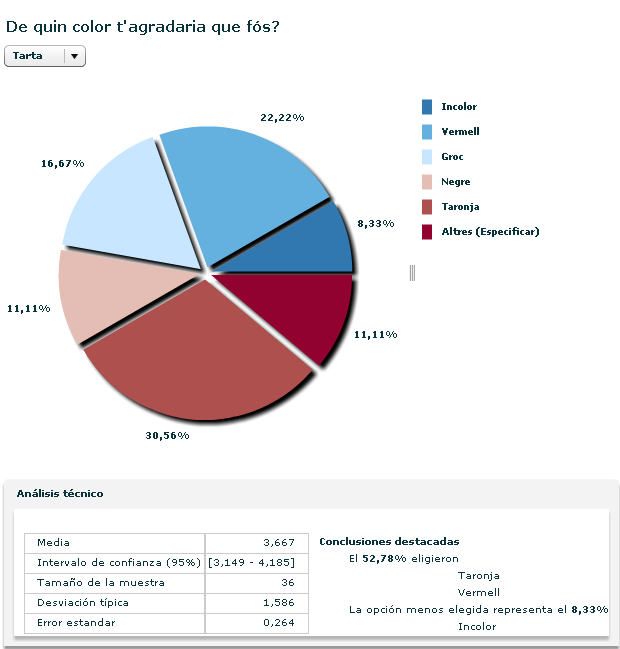 De quin color t'agradaria que fós?
Tarta
22,22%
16,67%
8,33%
11,11%
11,11%
30,56%
Incolor
Vermell
Groc
Negre
Taronja
Altres (Especificar)
Análisis técnico
Media 3,667
Intervalo de confianza (95%) [3,149 - 4,185]
Tamaño de la muestra 36
Desviación típica 1,586
Error estandar 0,264
Conclusiones destacadas
El 52,78% eligieron
Taronja
Vermell
La opción menos elegida representa el 8,33%
Incolor